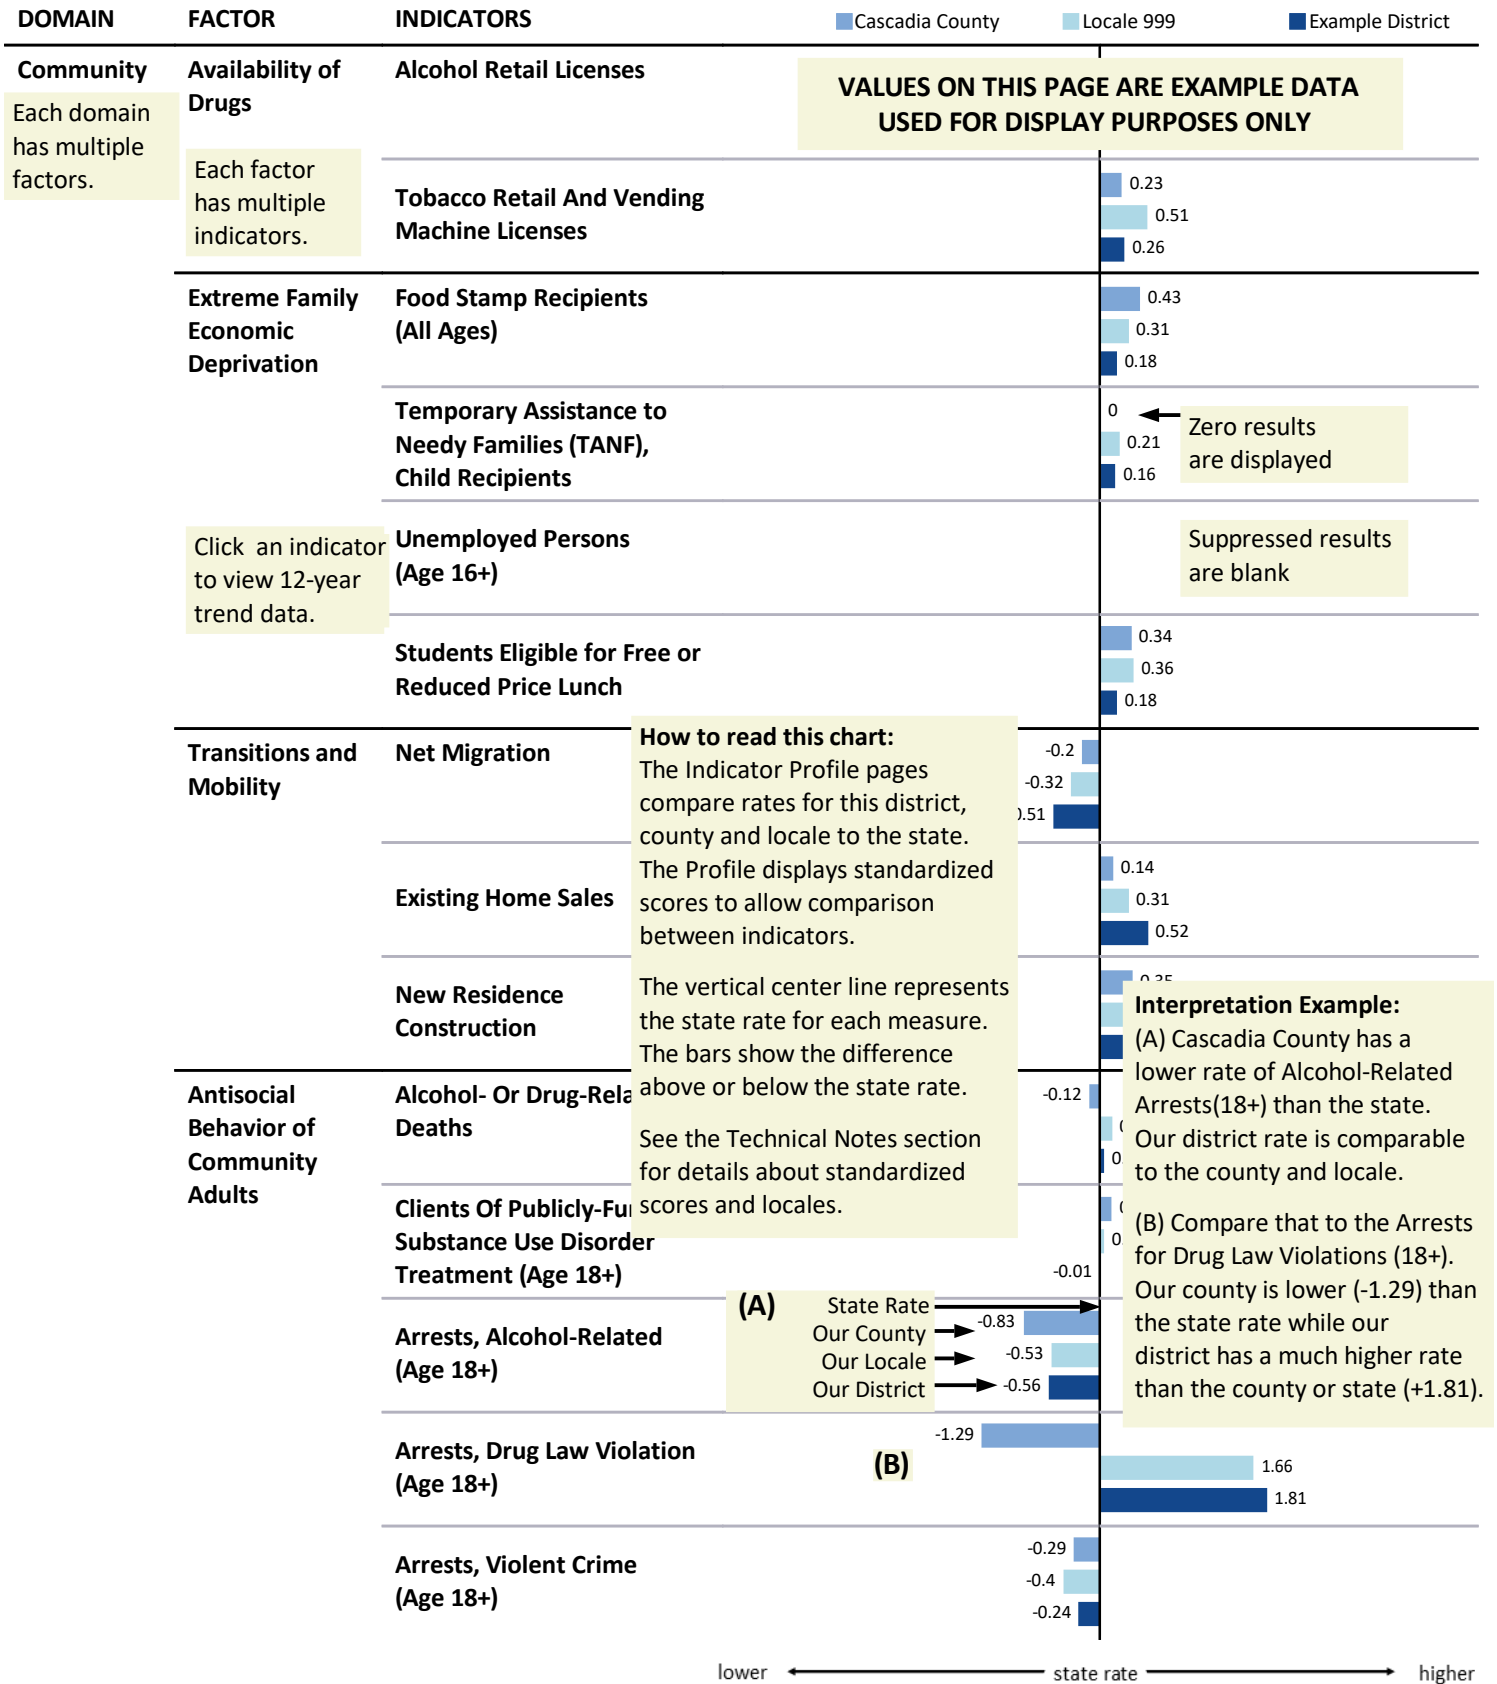 DOMAIN FACTOR INDICATORS Cascadia County Locale 999 Example District
Community
Each domain
has multiple
factors.
Availability of
Drugs
Each factor
has multiple
indicators.
Alcohol Retail Licenses
VALUES ON THIS PAGE ARE EXAMPLE DATA
USED FOR DISPLAY PURPOSES ONLY
Tobacco Retail And Vending
Machine Licenses
0.23
0.51
0.26
Extreme Family
Economic
Deprivation
Food Stamp Recipients
(All Ages)
0.43
0.31
0.18
Temporary Assistance to
Needy Families (TANF),
Child Recipients
0
0.21
0.16
Zero results
are displayed
Click an indicator
to view 12-year
trend data.
Unemployed Persons
(Age 16+)
Suppressed results
are blank
Students Eligible for Free or
Reduced Price Lunch
0.34
0.36
0.18
Transitions and
Mobility
Net Migration
-0.2
-0.32
.51
How to read this chart:
The Indicator Profile pages
compare rates for this district,
county and locale to the state.
The Profile displays standardized
scores to allow comparison
between indicators.
The vertical center line represents
the state rate for each measure.
The bars show the difference
above or below the state rate.
See the Technical Notes section
for details about standardized
scores and locales.
Existing Home Sales
0.14
0.31
0.52
New Residence
Construction
Interpretation Example:
(A) Cascadia County has a
lower rate of Alcohol-Related
Arrests(18+) than the state.
Our district rate is comparable
to the county and locale.
(B) Compare that to the Arrests
for Drug Law Violations (18+).
Our county is lower (-1.29) than
the state rate while our
district has a much higher rate
than the county or state (+1.81).
Antisocial
Behavior of
Community
Adults
Alcohol- Or Drug-Rela
Deaths
-0.12
0.
Clients Of Publicly-Fu
Substance Use Disorder
Treatment (Age 18+)
0.
-0.01
Arrests, Alcohol-Related
(Age 18+)
(A) State Rate
Our County -0.83
Our Locale -0.53
Our District -0.56
Arrests, Drug Law Violation
(Age 18+)
(B)
-1.29
1.66
1.81
Arrests, Violent Crime
(Age 18+)
-0.29
-0.4
-0.24
lower state rate higher